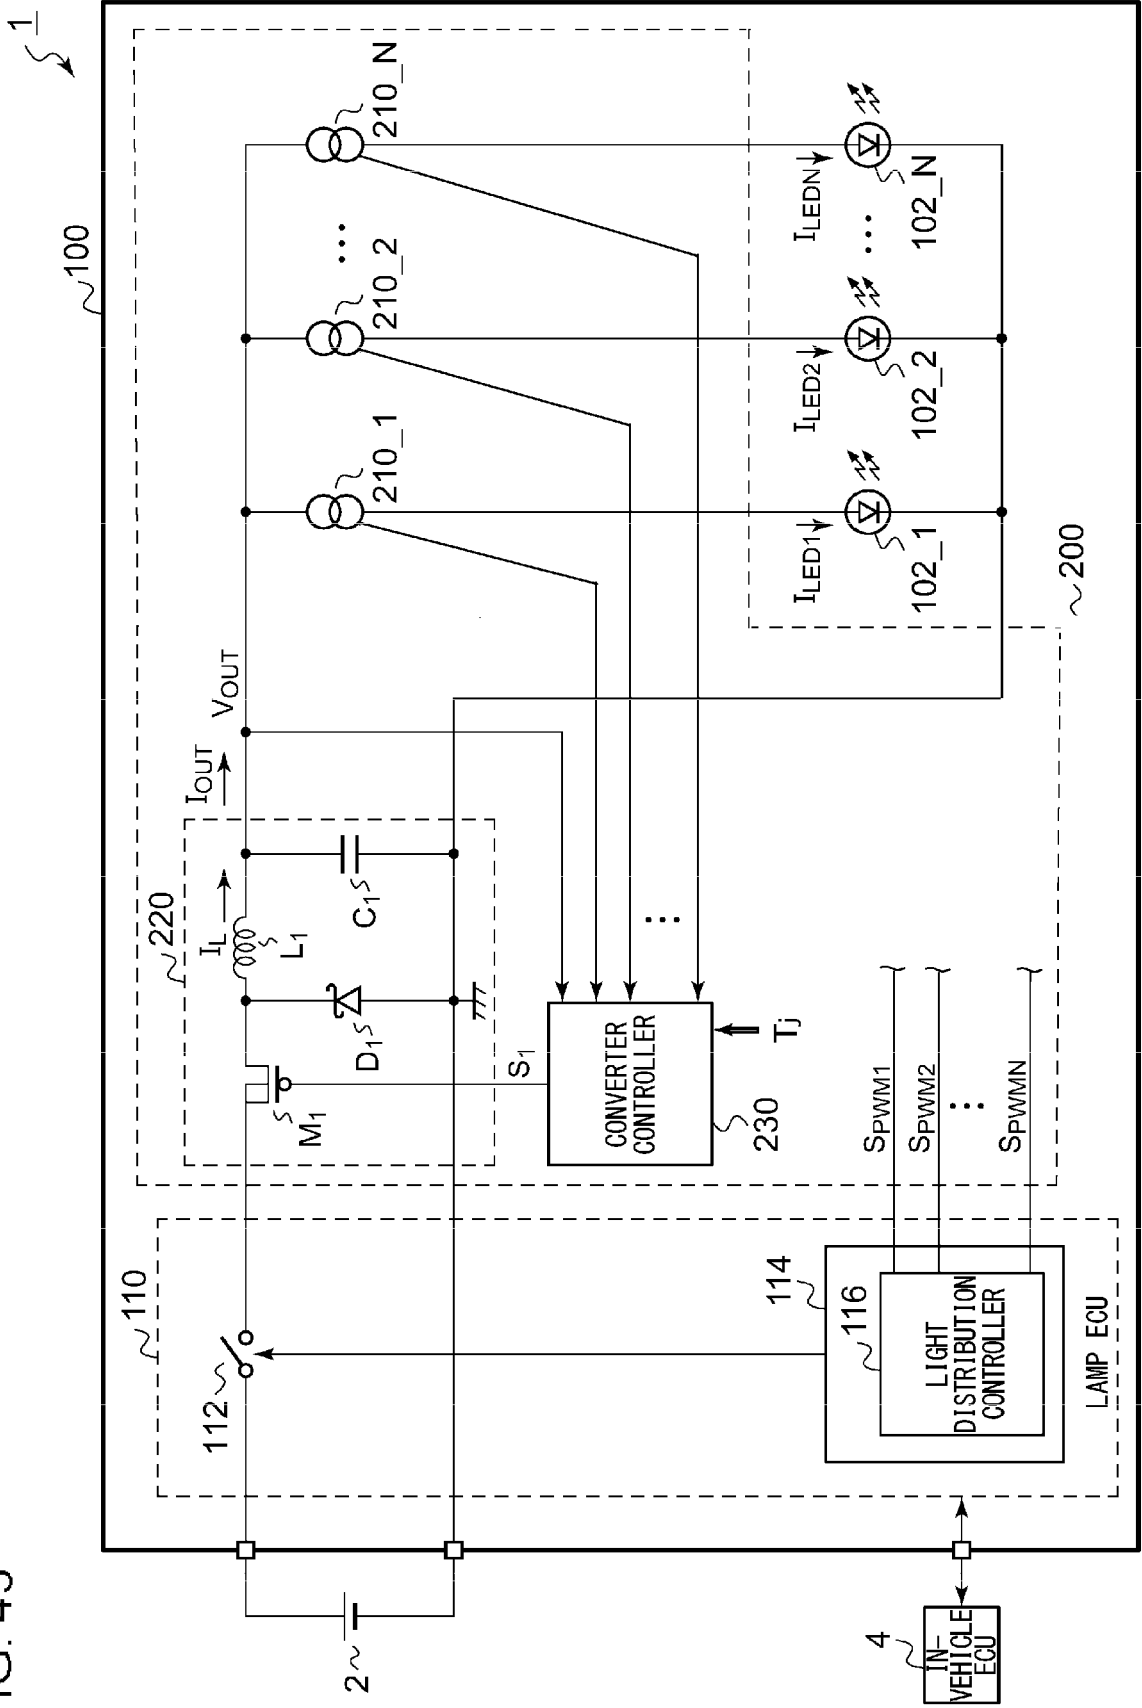 1
100
110
112
220
IL
L1
IOUT
VOUT
M1
D1
C1
S1
210_1
210_2
...
210_N
2
CONVERTER
CONTROLLER
230
Tj
...
ILED1
ILED2
ILEDN
102_1
102_2
...
102_N
200
114
116
LIGHT
DISTRIBUTION
CONTROLLER
LAMP ECU
SPWM1
SPWM2
...
SPWMN
4
IN-
VEHICLE
ECU